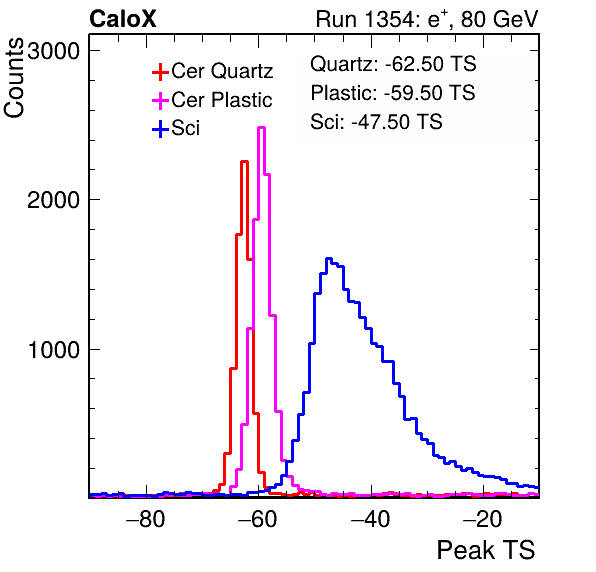 CaloX Run 1354: e⁺, 80 GeV
Counts
3000
2000
1000
Cer Quartz
Cer Plastic
Sci
Quartz: -62.50 TS
Plastic: -59.50 TS
Sci: -47.50 TS
−80 −60 −40 −20
Peak TS